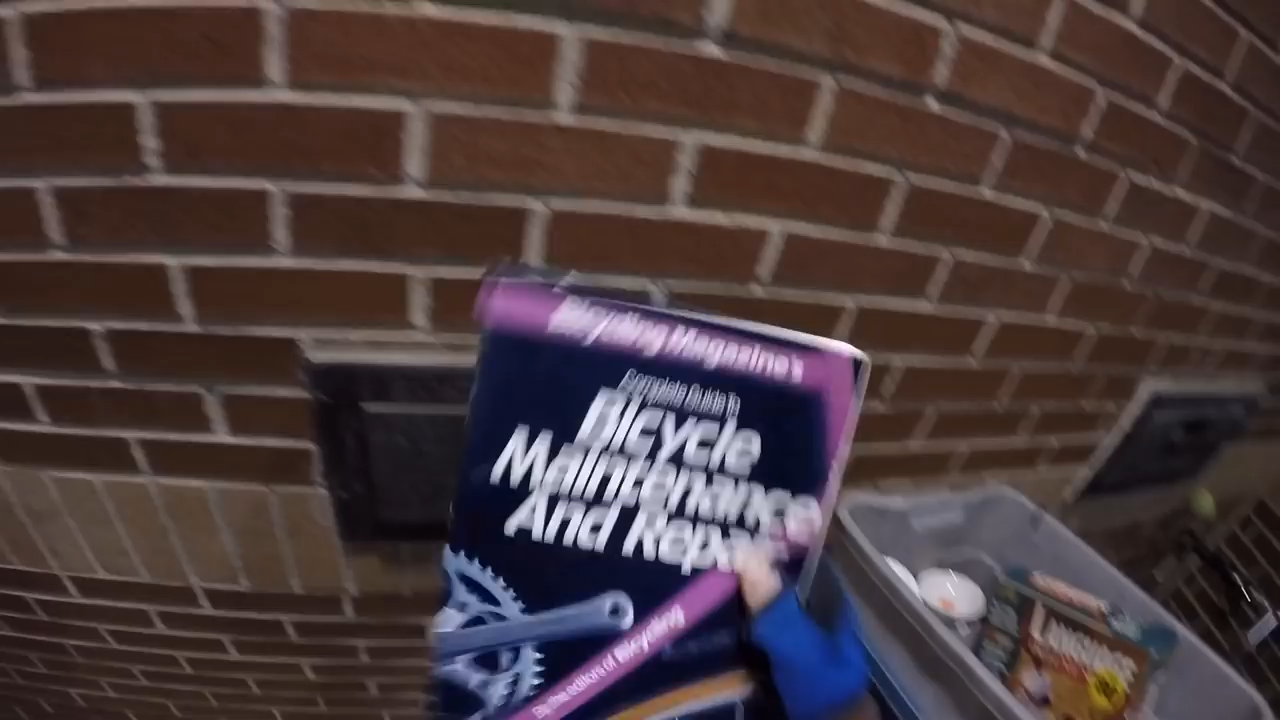 Bicycling Magazine's
Complete Guide To
Bicycle
Maintenance
And Repair
By the editors of Bicycling